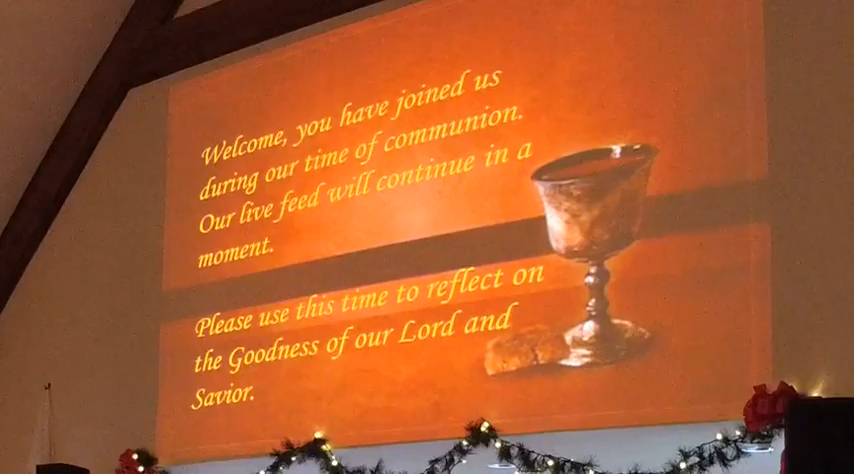 Welcome, you have joined us
during our time of communion.
Our live feed will continue in a
moment.
Please use this time to reflect on
the Goodness of our Lord and
Savior.